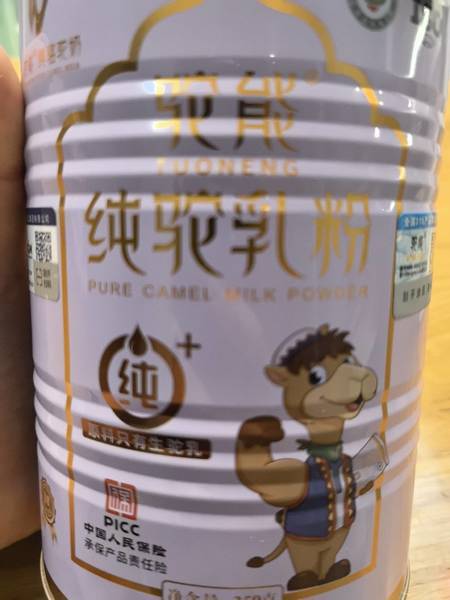 驼能
TUONENG
纯驼乳粉
PURE CAMEL MILK POWDER
纯+
原料只有生驼乳
PICC
中国人民保险
承保产品责任险